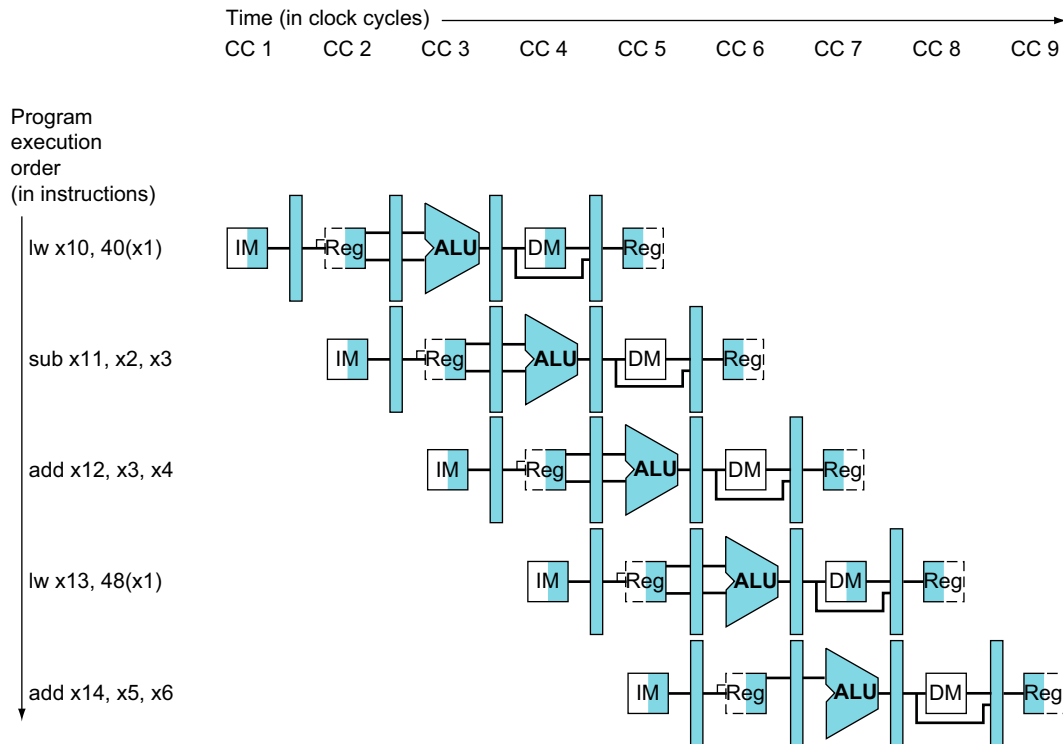 Time (in clock cycles)
CC 1 CC 2 CC 3 CC 4 CC 5 CC 6 CC 7 CC 8 CC 9
Program
execution
order
(in instructions)
lw x10, 40(x1)
IM Reg ALU DM Reg
sub x11, x2, x3
IM Reg ALU DM Reg
add x12, x3, x4
IM Reg ALU DM Reg
lw x13, 48(x1)
IM Reg ALU DM Reg
add x14, x5, x6
IM Reg ALU DM Reg